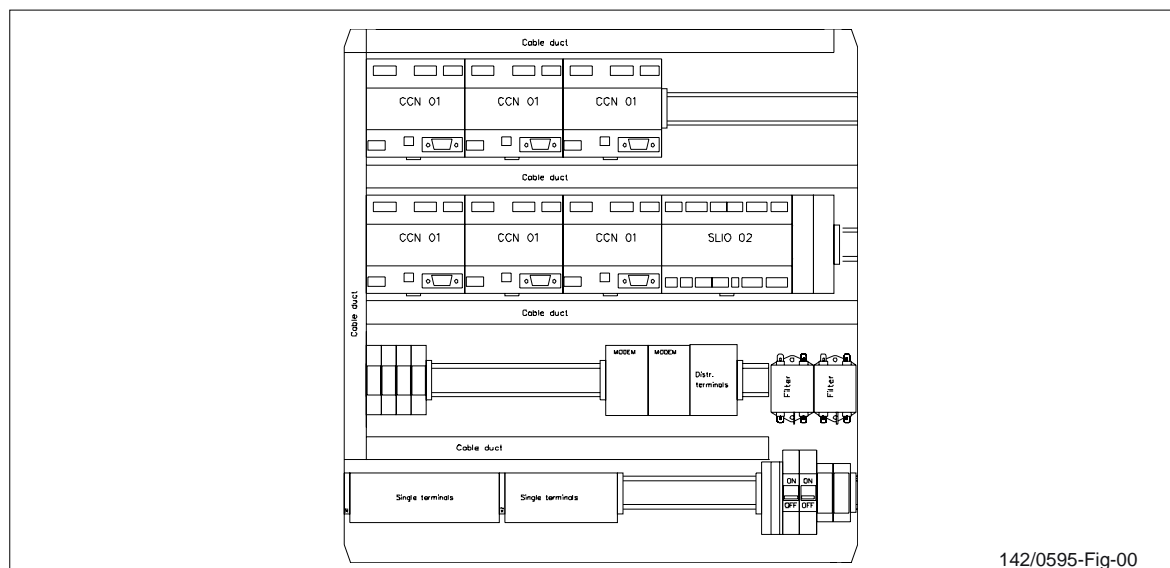 Cable duct
CCN 01 CCN 01 CCN 01
Cable duct
CCN 01 CCN 01 CCN 01 SLIO 02
Cable duct
Cable duct
MODEM MODEM
Distr.
terminals
Filter
Filter
Cable duct
Single terminals Single terminals
ON ON
OFF OFF
142/0595-Fig-00